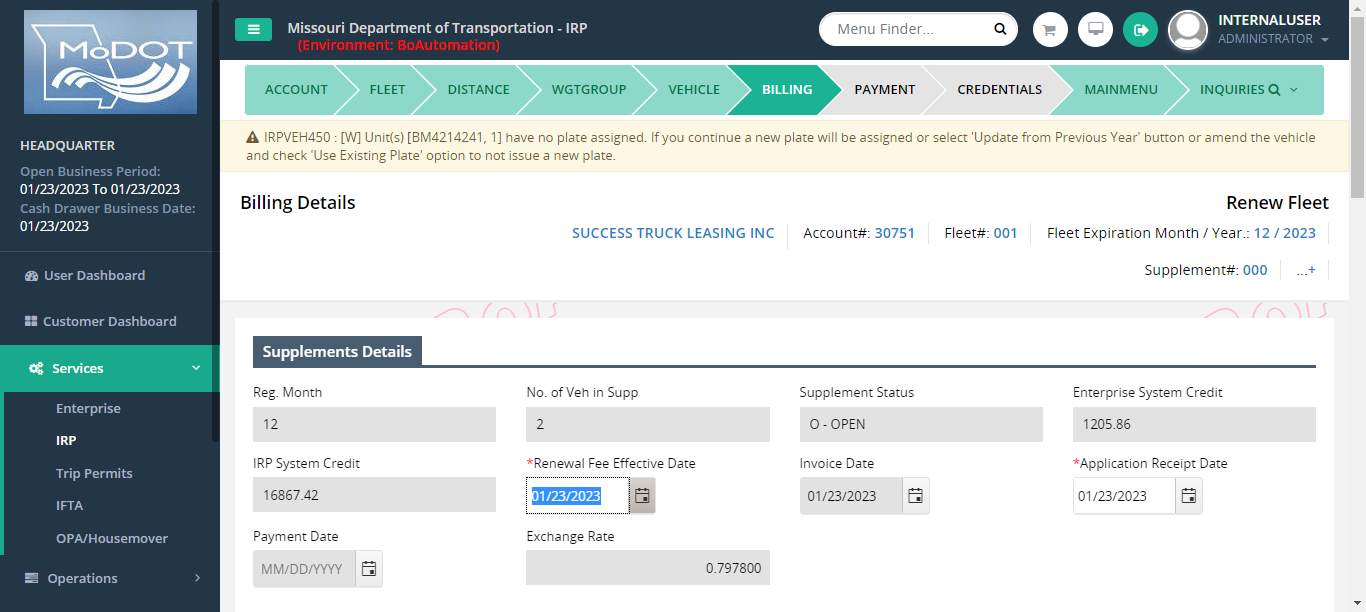 MoDOT
HEADQUARTER
Open Business Period:
01/23/2023 To 01/23/2023
Cash Drawer Business Date:
01/23/2023
User Dashboard
Customer Dashboard
Services
Enterprise
IRP
Trip Permits
IFTA
OPA/Housemover
Operations
Missouri Department of Transportation - IRP
(Environment: BoAutomation)
Menu Finder...
INTERNALUSER
ADMINISTRATOR
ACCOUNT FLEET DISTANCE WGTGROUP VEHICLE BILLING PAYMENT CREDENTIALS MAINMENU INQUIRIES
IRPVEH450 : [W] Unit(s) [BM4214241, 1] have no plate assigned. If you continue a new plate will be assigned or select 'Update from Previous Year' button or amend the vehicle
and check 'Use Existing Plate' option to not issue a new plate.
Billing Details
Renew Fleet
SUCCESS TRUCK LEASING INC Account#: 30751 Fleet#: 001 Fleet Expiration Month / Year.: 12 / 2023
Supplement#: 000 ...+
Supplements Details
Reg. Month No. of Veh in Supp Supplement Status Enterprise System Credit
12 2 O - OPEN 1205.86
IRP System Credit *Renewal Fee Effective Date Invoice Date *Application Receipt Date
16867.42 01/23/2023 01/23/2023 01/23/2023
Payment Date Exchange Rate
MM/DD/YYYY 0.797800